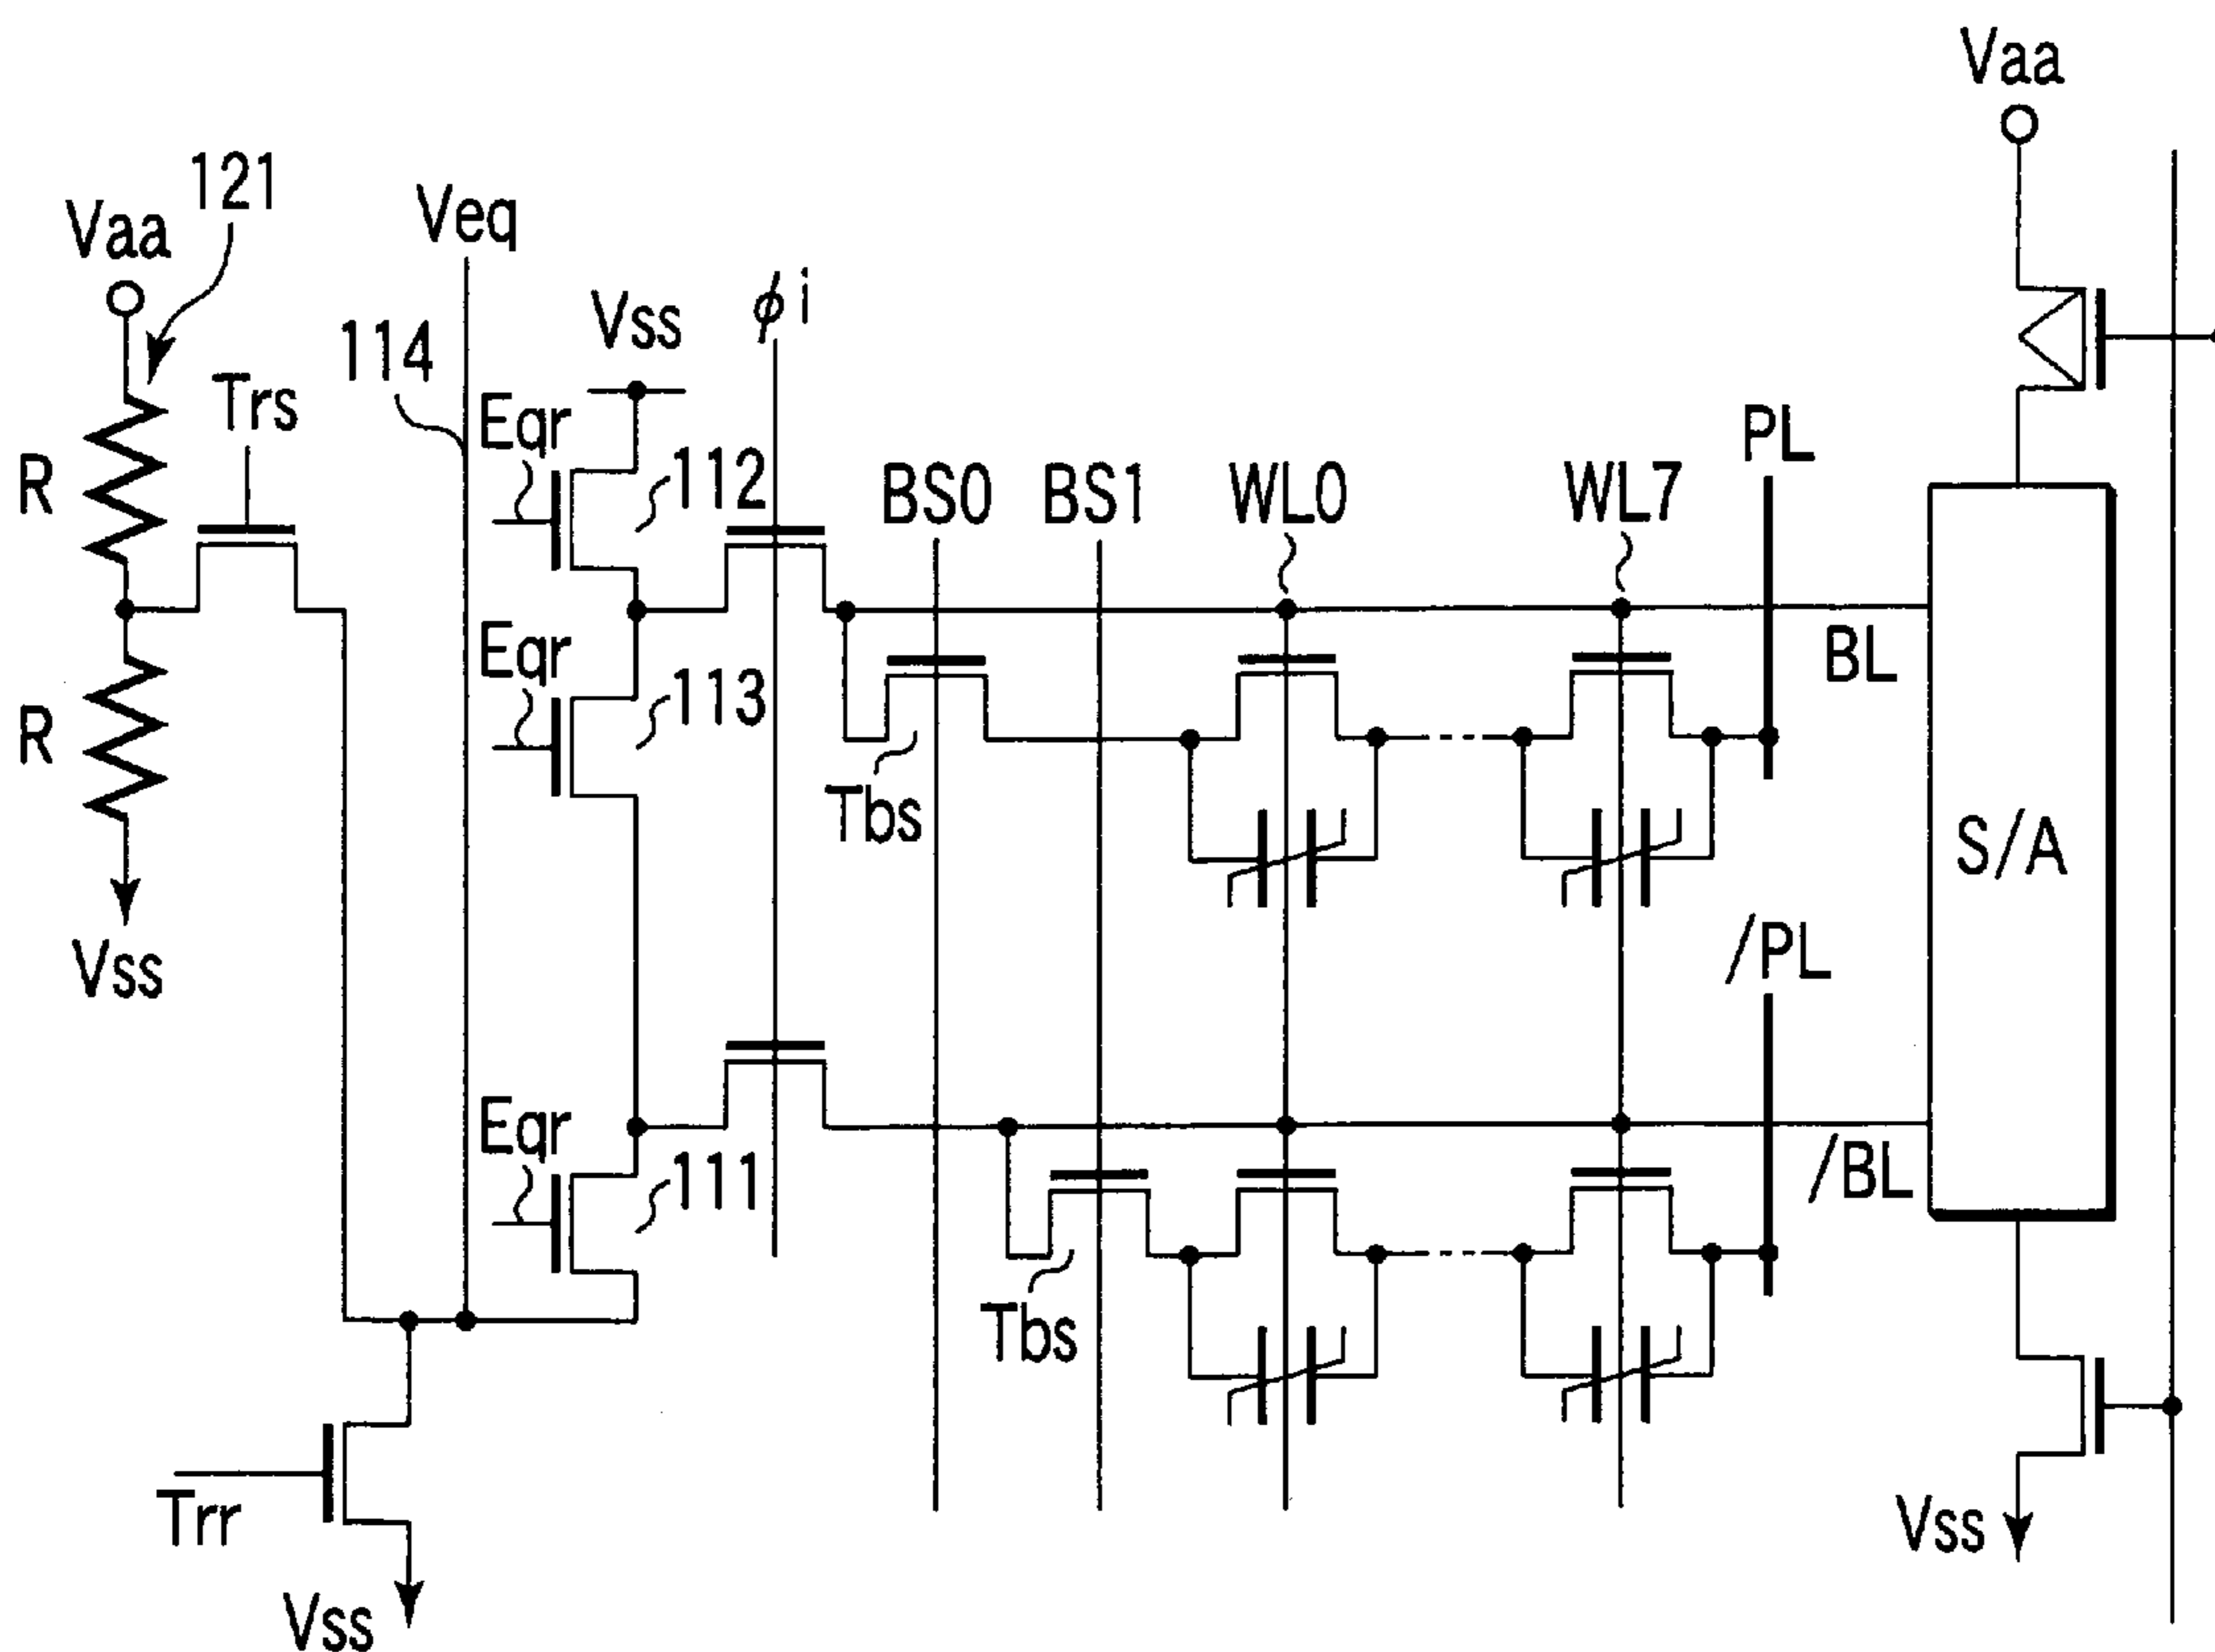 Vaa
121
Vaa
Veq
114
Vss
ϕi
Trs
Eqr
112
R
BS0
BS1
WL0
WL7
PL
Eqr
113
BL
R
Tbs
S/A
Vss
/PL
Eqr
111
/BL
Tbs
Trr
Vss
Vss